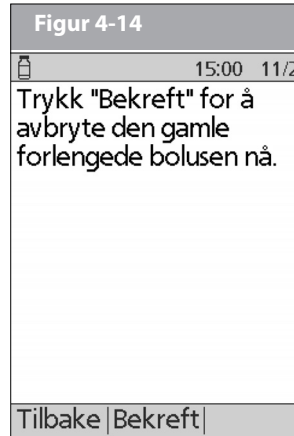 Figur 4-14
15:00 11/2
Trykk "Bekreft" for å
avbryte den gamle
forlengede bolusen nå.
Tilbake|Bekreft|